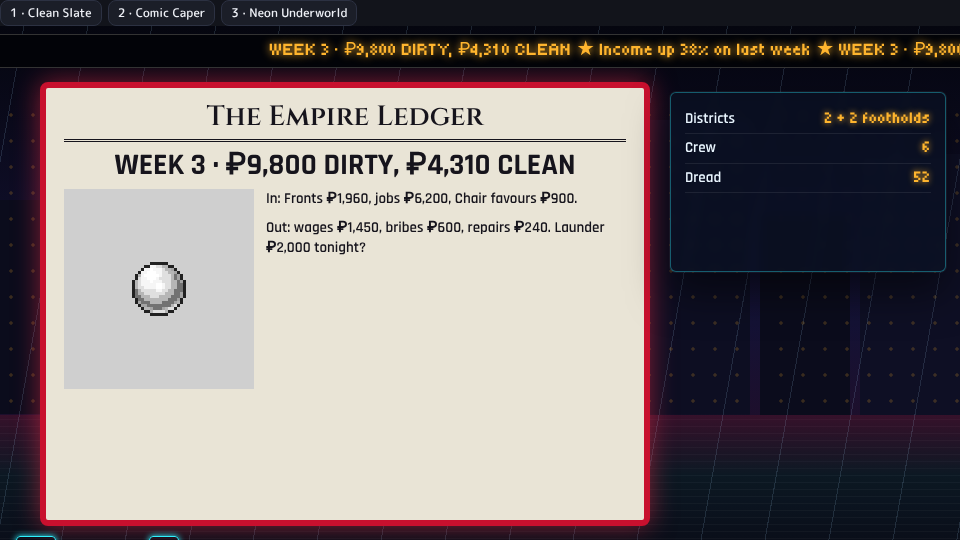 1 · Clean Slate
2 · Comic Caper
3 · Neon Underworld
WEEK 3 · ₽9,800 DIRTY, ₽4,310 CLEAN ★ Income up 38% on last week ★ WEEK 3 · ₽9,80
The Empire Ledger
WEEK 3 · ₽9,800 DIRTY, ₽4,310 CLEAN
In: Fronts ₽1,960, jobs ₽6,200, Chair favours ₽900.
Out: wages ₽1,450, bribes ₽600, repairs ₽240. Launder
₽2,000 tonight?
Districts 2 + 2 footholds
Crew 6
Dread 52